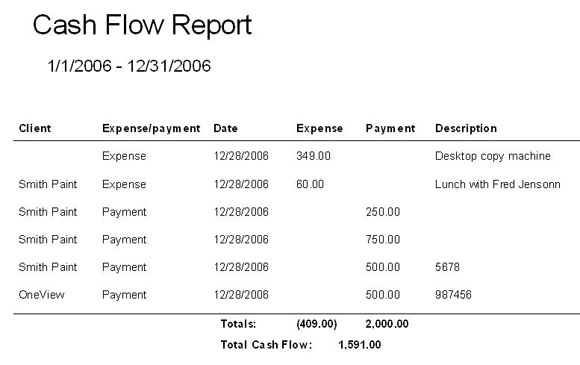 Cash Flow Report
1/1/2006 - 12/31/2006
Client Expense/payment Date Expense Payment Description
Expense 12/28/2006 349.00 Desktop copy machine
Smith Paint Expense 12/28/2006 60.00 Lunch with Fred Jensonn
Smith Paint Payment 12/28/2006 250.00
Smith Paint Payment 12/28/2006 750.00
Smith Paint Payment 12/28/2006 500.00 5678
OneView Payment 12/28/2006 500.00 987456
Totals: (409.00) 2,000.00
Total Cash Flow: 1,591.00